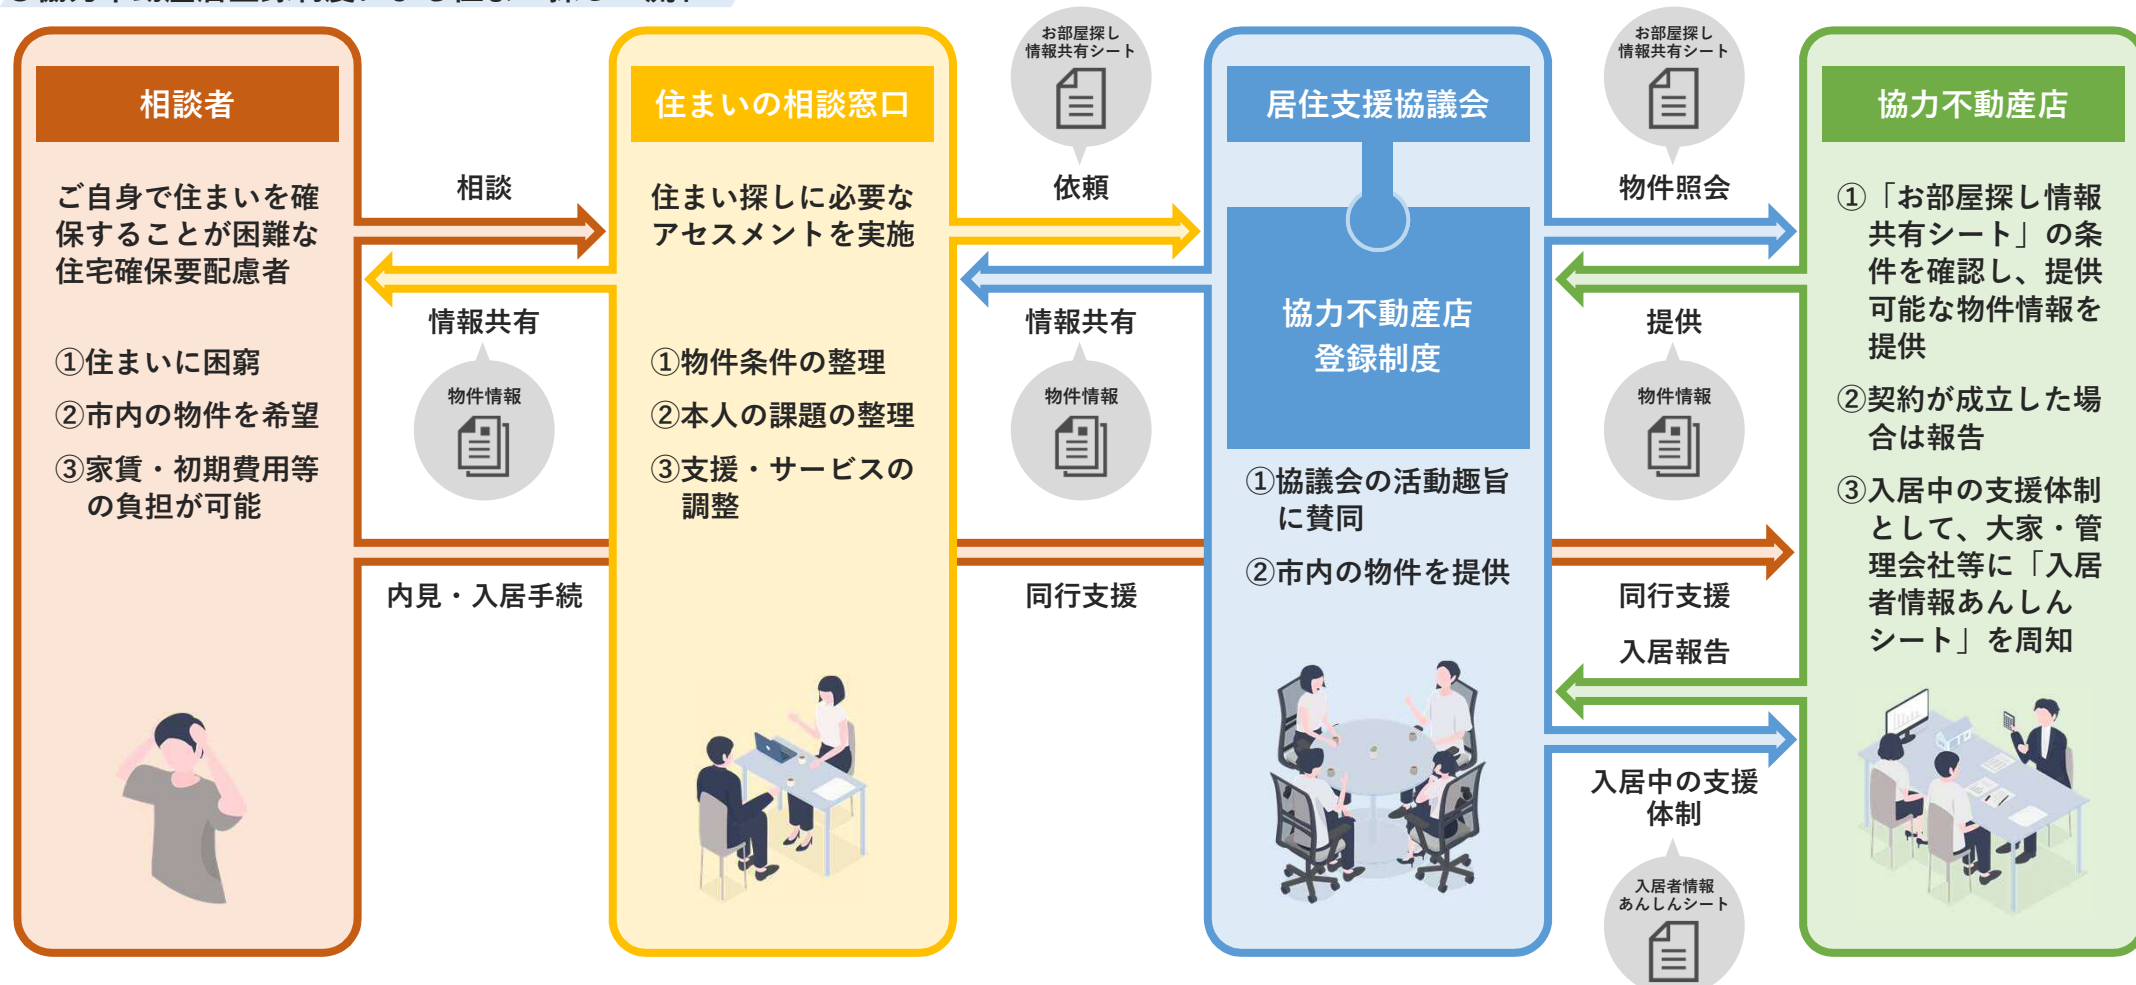 相談者
ご自身で住まいを確
保することが困難な
住宅確保要配慮者
①住まいに困窮
②市内の物件を希望
③家賃・初期費用等
の負担が可能
相談
情報共有
物件情報
内見・入居手続
住まいの相談窓口
住まい探しに必要な
アセスメントを実施
①物件条件の整理
②本人の課題の整理
③支援・サービスの
調整
お部屋探し
情報共有シート
依頼
情報共有
物件情報
同行支援
居住支援協議会
協力不動産店
登録制度
①協議会の活動趣旨
に賛同
②市内の物件を提供
お部屋探し
情報共有シート
物件照会
提供
物件情報
同行支援
入居報告
入居中の支援
体制
入居者情報
あんしんシート
協力不動産店
①「お部屋探し情報
共有シート」の条
件を確認し、提供
可能な物件情報を
提供
②契約が成立した場
合は報告
③入居中の支援体制
として、大家・管
理会社等に「入居
者情報あんしん
シート」を周知